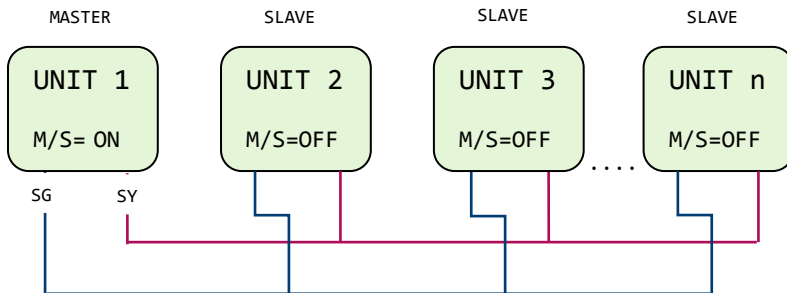 MASTER SLAVE SLAVE SLAVE
UNIT 1 UNIT 2 UNIT 3 UNIT n
M/S= ON M/S=OFF M/S=OFF M/S=OFF
....
SG SY